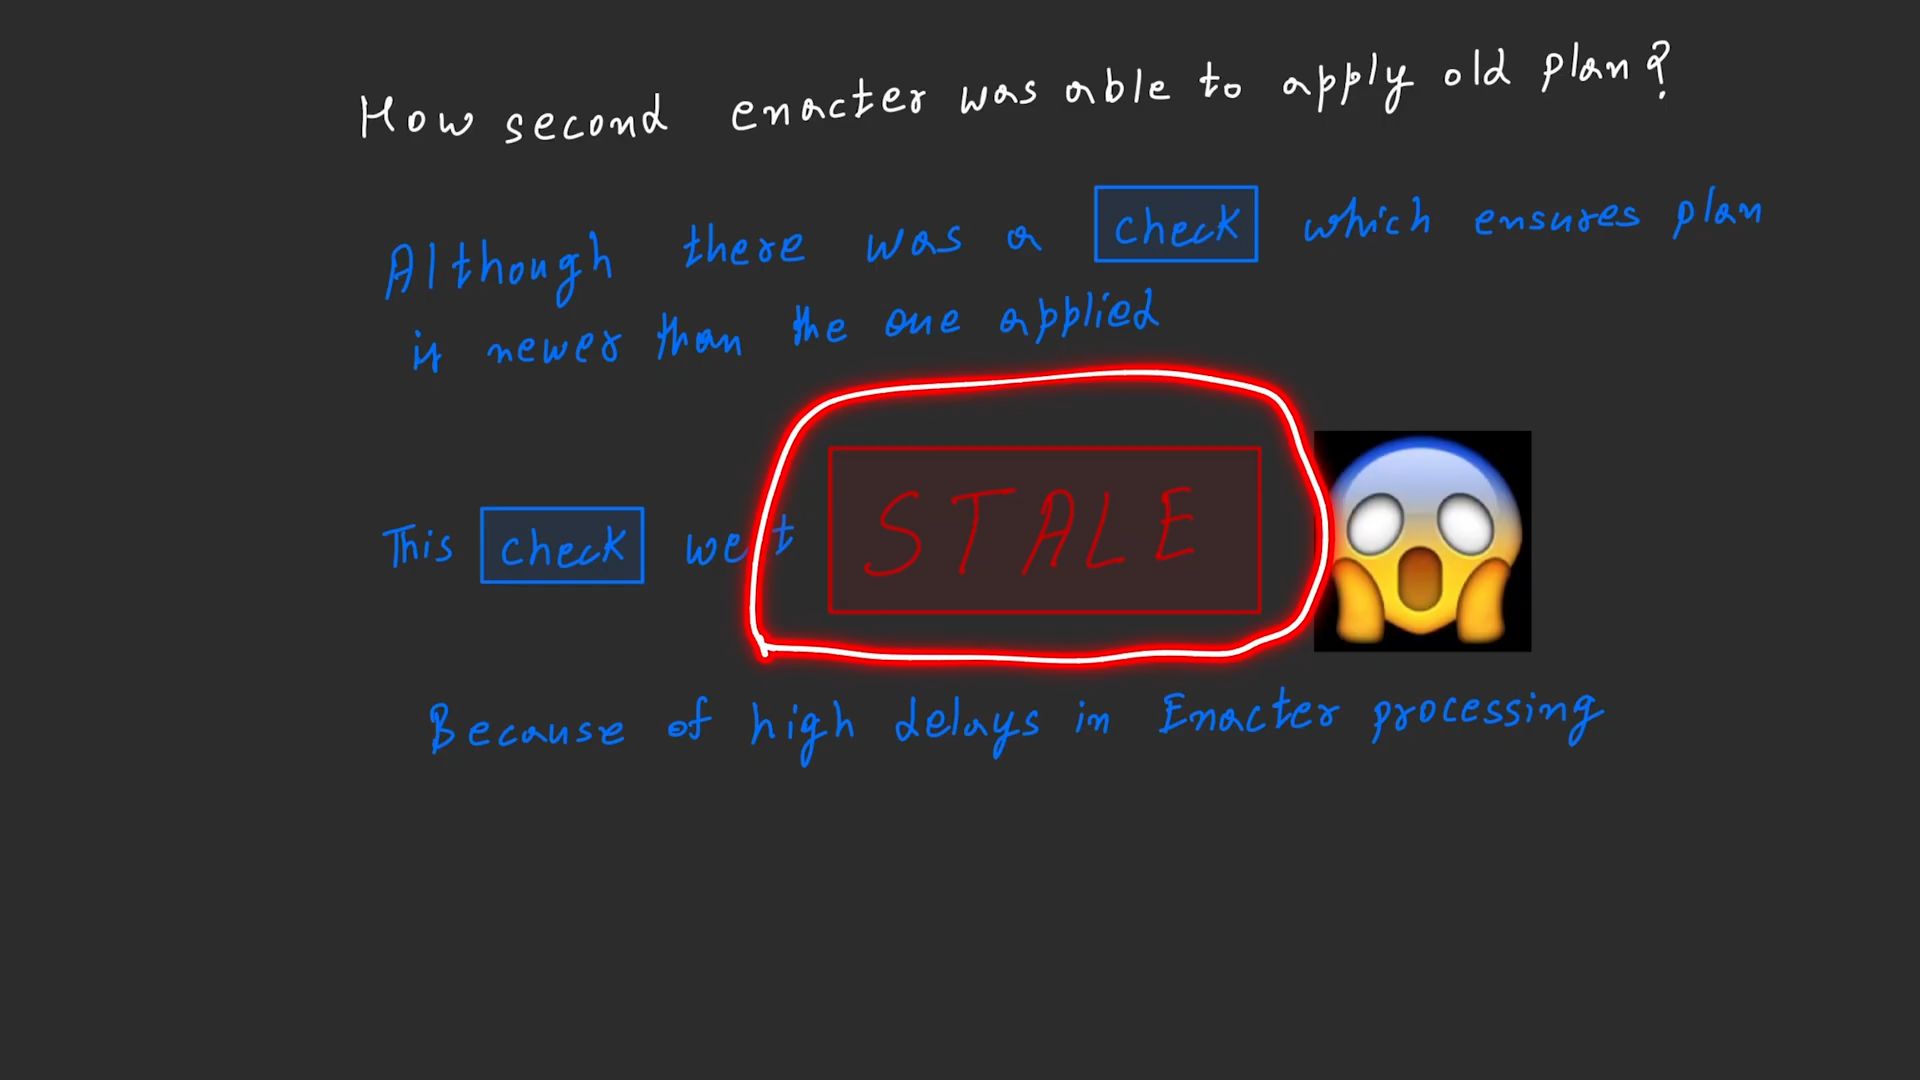 How second enacter was able to apply old plan?
Although there was a check which ensures plan
is newer than the one applied
This check went STALE
Because of high delays in Enacter processing